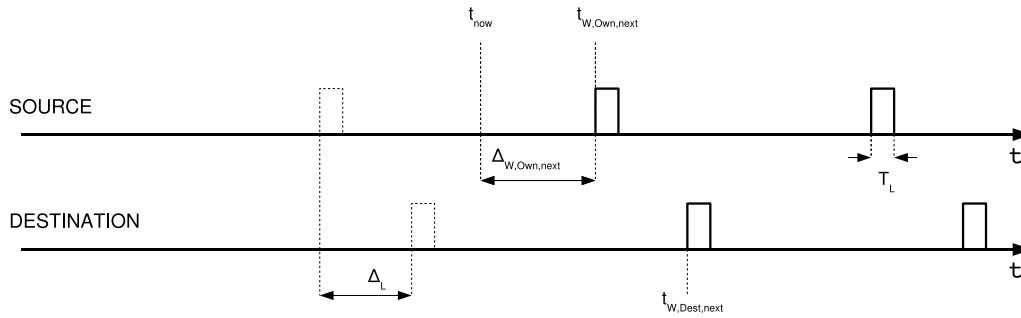 t_now t_W,Own,next
SOURCE
Δ_W,Own,next
t
T_L
DESTINATION
t
Δ_L
t_W,Dest,next